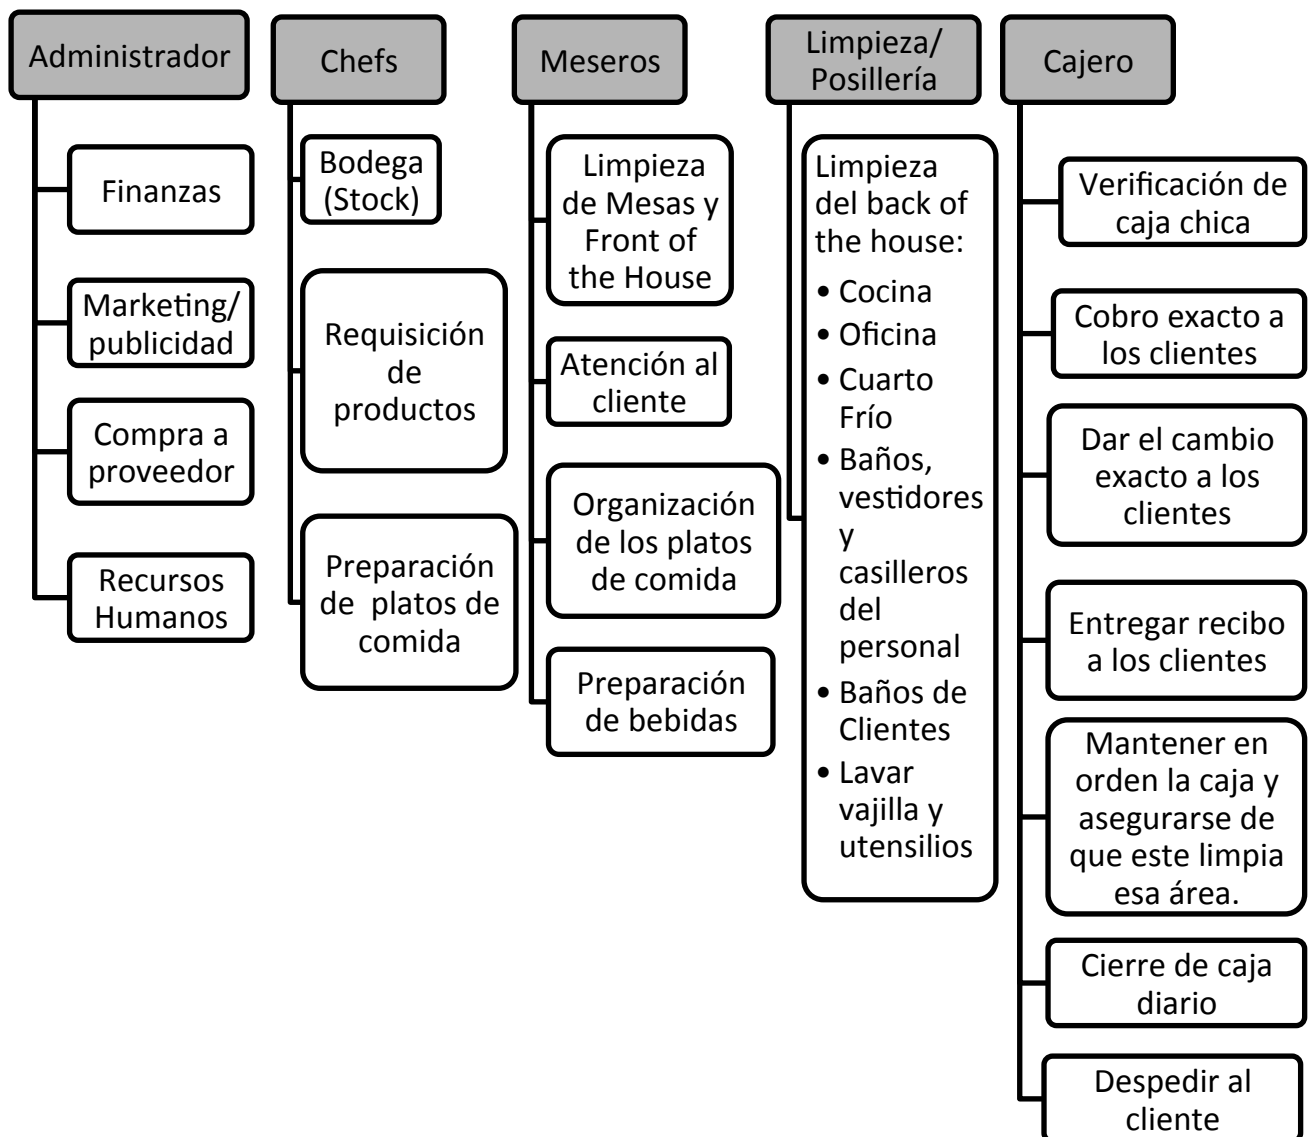 Administrador
Finanzas
Marketing/
publicidad
Compra a
proveedor
Recursos
Humanos
Chefs
Bodega
(Stock)
Requisición
de
productos
Preparación
de platos de
comida
Meseros
Limpieza
de Mesas y
Front of
the House
Atención al
cliente
Organización
de los platos
de comida
Preparación
de bebidas
Limpieza/
Posillería
Limpieza
del back of
the house:
• Cocina
• Oficina
• Cuarto
Frío
• Baños,
vestidores
y
casilleros
del
personal
• Baños de
Clientes
• Lavar
vajilla y
utensilios
Cajero
Verificación de
caja chica
Cobro exacto a
los clientes
Dar el cambio
exacto a los
clientes
Entregar recibo
a los clientes
Mantener en
orden la caja y
asegurarse de
que este limpia
esa área.
Cierre de caja
diario
Despedir al
cliente